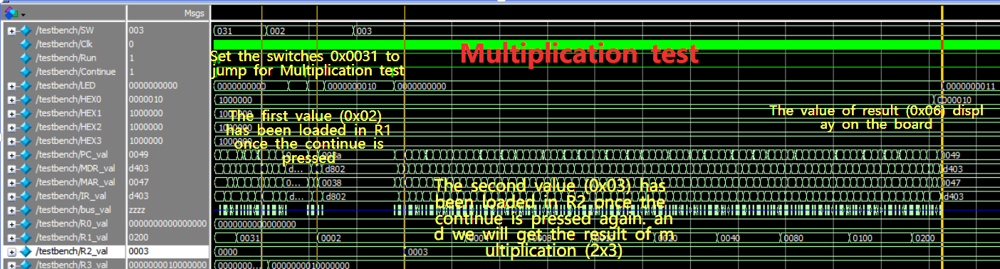 Msgs
/testbench/SW 003 031 002 003
/testbench/Clk 0
/testbench/Run 1
/testbench/Continue 1
/testbench/LED 0000000000 0000000000 0000000010 0000000000 0000000011
/testbench/HEX0 0000010 1000000 0000010
/testbench/HEX1 1000000 1000000
/testbench/HEX2 1000000 1000000
/testbench/HEX3 1000000 1000000
/testbench/PC_val 0049 0049
/testbench/MDR_val d403 d... d802 d403
/testbench/MAR_val 0047 0... 0038 0047
/testbench/IR_val d403 d... d802 d403
/testbench/bus_val zzzz
/testbench/R0_val 0000000000000000 0000000000000000
/testbench/R1_val 0200 0031 0002 0020 0040 0080 0100 0200
/testbench/R2_val 0003 0000 0003
/testbench/R3_val 0000000010000000 0000000... 0000000010000000
Multiplication test
Set the switches 0x0031 to
jump for Multiplication test
The first value (0x02)
has been loaded in R1
once the continue is
pressed
The value of result (0x06) displ
ay on the board
The second value (0x03) has
been loaded in R2 once the
continue is pressed again. an
d we will get the result of m
ultiplication (2x3)